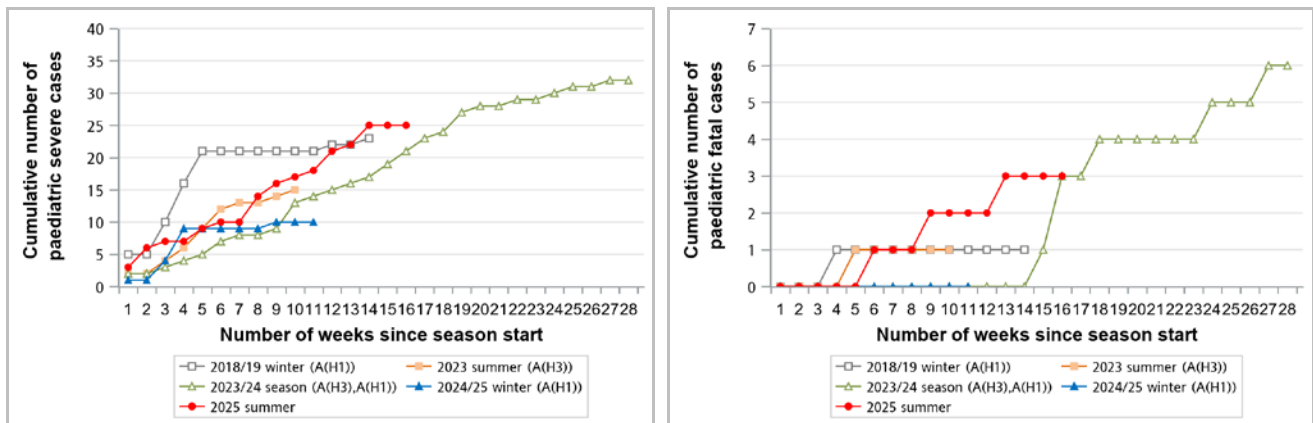 Cumulative number of
paediatric severe cases
40
35
30
25
20
15
10
5
0
1 2 3 4 5 6 7 8 9 10 11 12 13 14 15 16 17 18 19 20 21 22 23 24 25 26 27 28
Number of weeks since season start
2018/19 winter (A(H1)) 2023 summer (A(H3))
2023/24 season (A(H3),A(H1)) 2024/25 winter (A(H1))
2025 summer
Cumulative number of
paediatric fatal cases
7
6
5
4
3
2
1
0
1 2 3 4 5 6 7 8 9 10 11 12 13 14 15 16 17 18 19 20 21 22 23 24 25 26 27 28
Number of weeks since season start
2018/19 winter (A(H1)) 2023 summer (A(H3))
2023/24 season (A(H3),A(H1)) 2024/25 winter (A(H1))
2025 summer